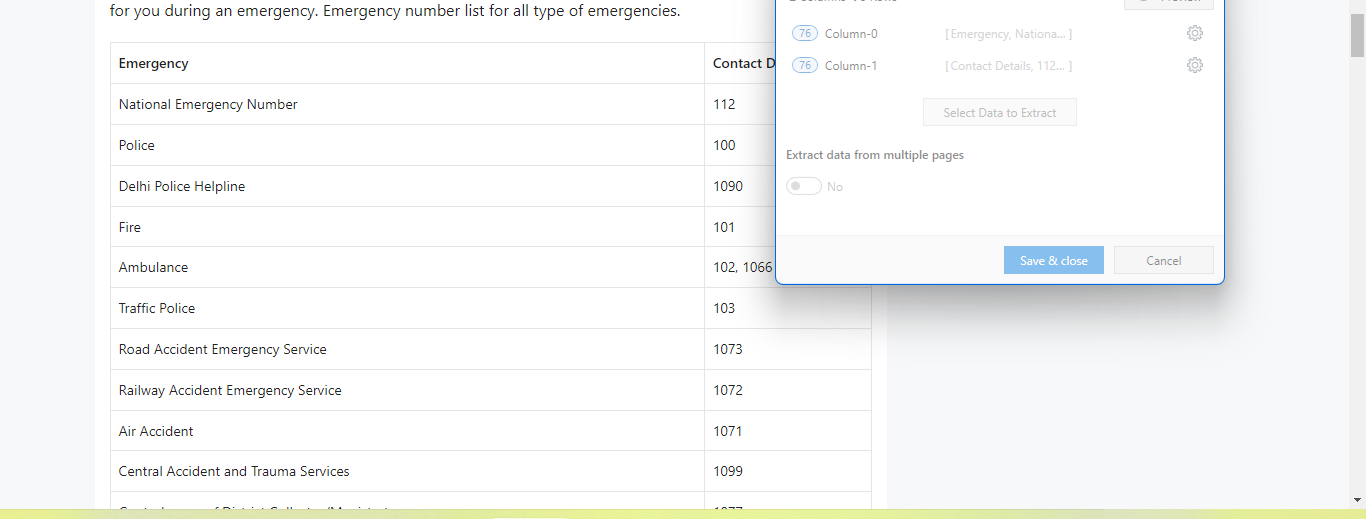 for you during an emergency. Emergency number list for all type of emergencies.
Emergency Contact D
National Emergency Number 112
Police 100
Delhi Police Helpline 1090
Fire 101
Ambulance 102, 1066
Traffic Police 103
Road Accident Emergency Service 1073
Railway Accident Emergency Service 1072
Air Accident 1071
Central Accident and Trauma Services 1099
76 Column-0 [ Emergency, Nationa... ]
76 Column-1 [ Contact Details, 112... ]
Select Data to Extract
Extract data from multiple pages
No
Save & close Cancel